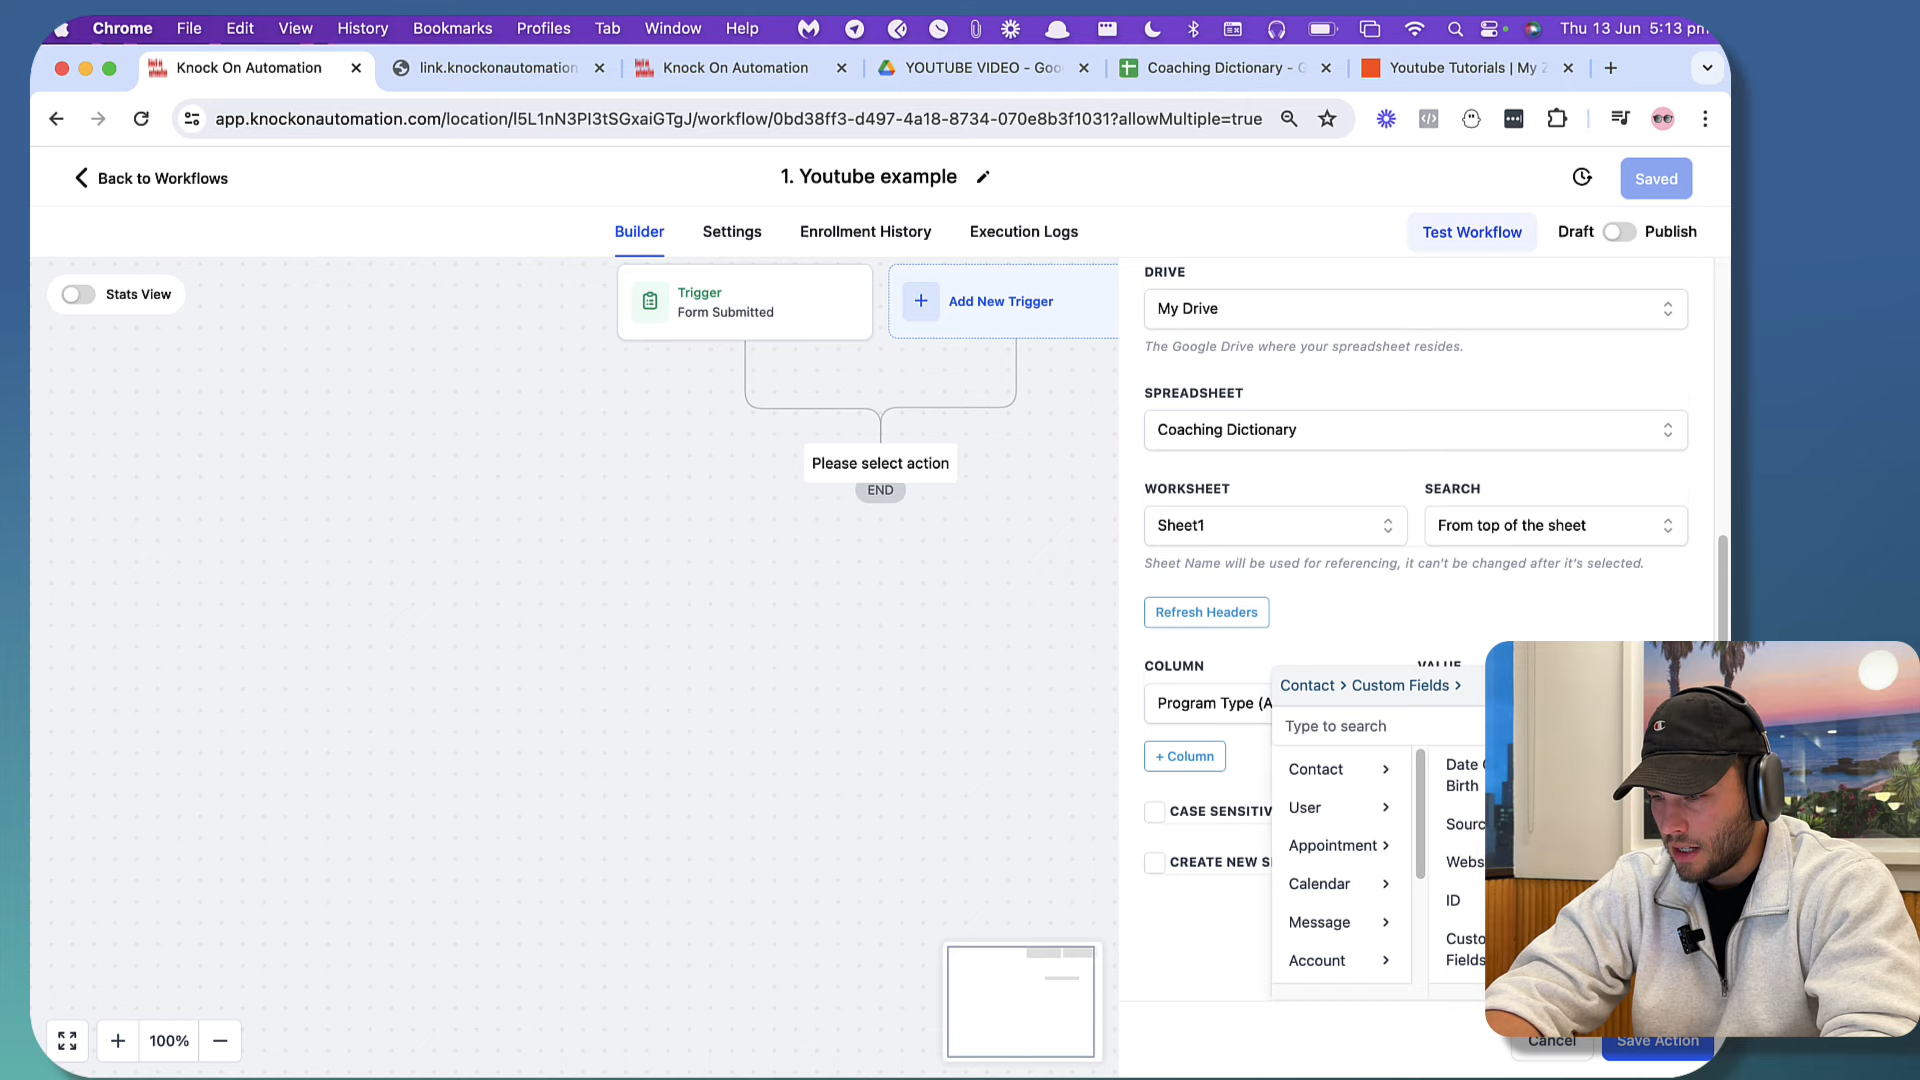 Chrome File Edit View History Bookmarks Profiles Tab Window Help Thu 13 Jun 5:13 pm
Knock On Automation
link.knockonautomation
Knock On Automation
YOUTUBE VIDEO - Goo
Coaching Dictionary - G
Youtube Tutorials | My Z
app.knockonautomation.com/location/l5L1nN3PI3tSGxaiGTgJ/workflow/0bd38ff3-d497-4a18-8734-070e8b3f1031?allowMultiple=true
Back to Workflows
1. Youtube example
Saved
Builder Settings Enrollment History Execution Logs
Test Workflow
Draft Publish
Stats View
Trigger
Form Submitted
Add New Trigger
Please select action
END
100%
DRIVE
My Drive
The Google Drive where your spreadsheet resides.
SPREADSHEET
Coaching Dictionary
WORKSHEET SEARCH
Sheet1 From top of the sheet
Sheet Name will be used for referencing, it can't be changed after it's selected.
Refresh Headers
COLUMN VALUE
Program Type (A
+ Column
CASE SENSITIV
CREATE NEW S
Contact > Custom Fields >
Type to search
Contact
User
Appointment
Calendar
Message
Account
Date
Birth
Sourc
Webs
ID
Custo
Fields
Cancel Save Action